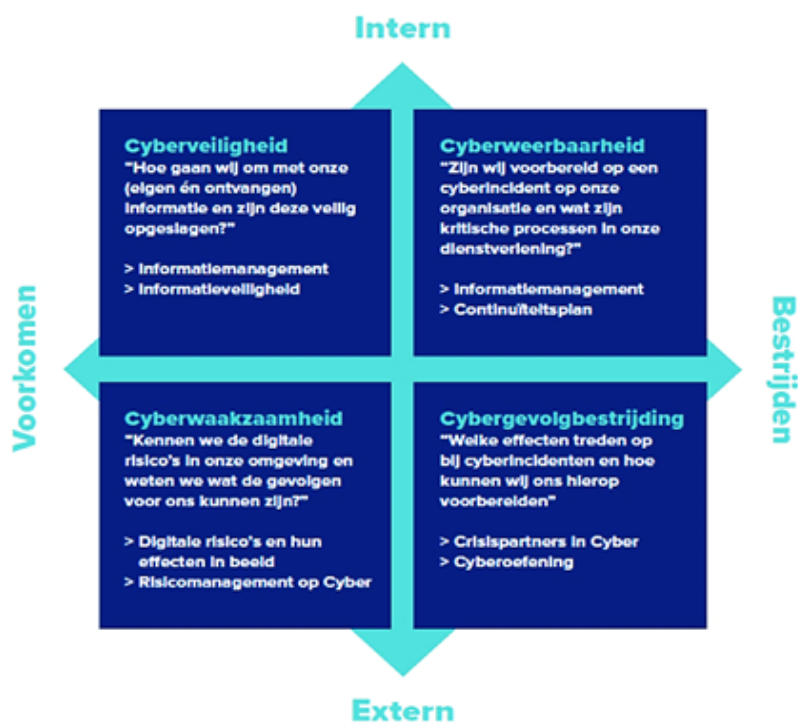 Intern
Cyberveiligheid
"Hoe gaan wij om met onze
(eigen én ontvangen)
informatie en zijn deze veilig
opgeslagen?"
> Informatiemanagement
> Informatieveiligheid
Cyberweerbaarheid
"Zijn wij voorbereid op een
cyberincident op onze
organisatie en wat zijn
kritische processen in onze
dienstverlening?"
> Informatiemanagement
> Continuïteitsplan
Voorkomen
Bestrijden
Cyberwaakzaamheid
"Kennen we de digitale
risico's in onze omgeving en
weten we wat de gevolgen
voor ons kunnen zijn?"
> Digitale risico's en hun
effecten in beeld
> Risicomanagement op Cyber
Cybergevolgbestrijding
"Welke effecten treden op
bij cyberincidenten en hoe
kunnen wij ons hierop
voorbereiden"
> Crisispartners in Cyber
> Cyberoefening
Extern